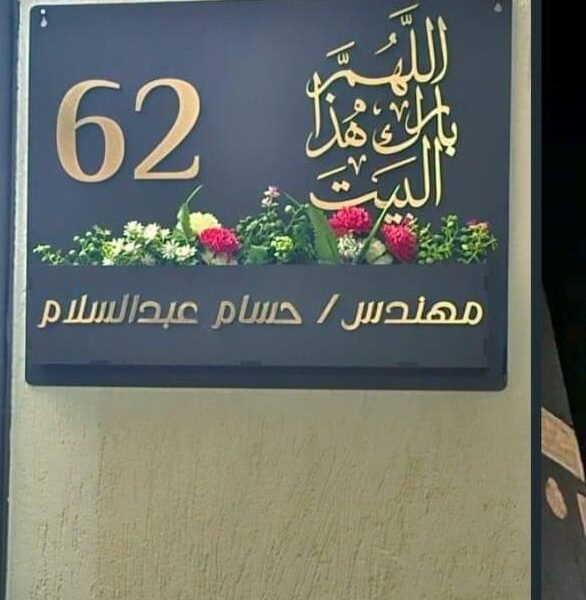 62
اللهم
بارك هذا
البيت
مهندس / حسام عبدالسلام